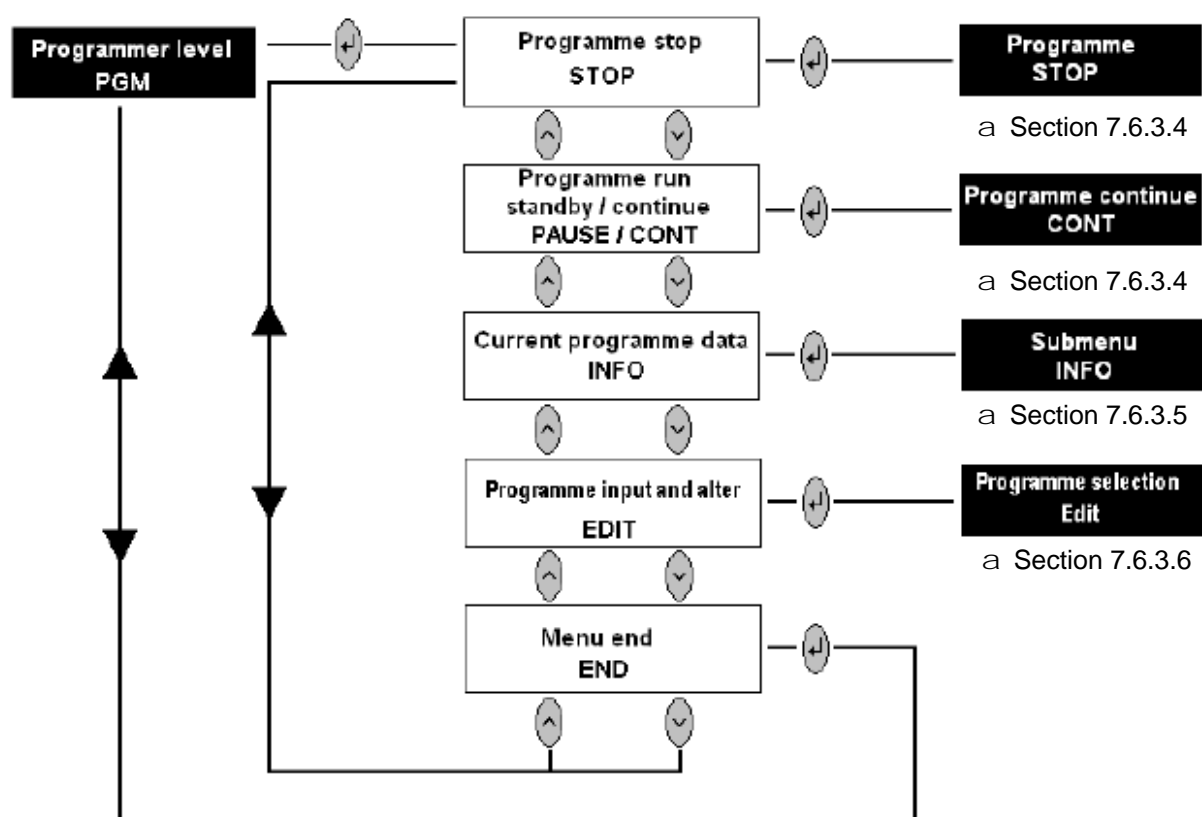 Programmer level
PGM
Programme stop
STOP
Programme
STOP
a Section 7.6.3.4
Programme run
standby / continue
PAUSE / CONT
Programme continue
CONT
a Section 7.6.3.4
Current programme data
INFO
Submenu
INFO
a Section 7.6.3.5
Programme input and alter
EDIT
Programme selection
Edit
a Section 7.6.3.6
Menu end
END